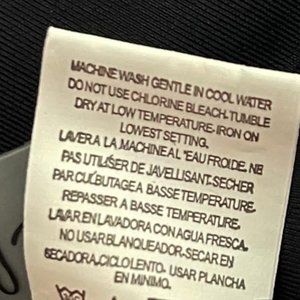 MACHINE WASH GENTLE IN COOL WATER
DO NOT USE CHLORINE BLEACH-TUMBLE
DRY AT LOW TEMPERATURE-IRON ON
LOWEST SETTING.
LAVER A LA MACHINE A L "EAU FROIDE. NE
PAS UTILISER DE JAVELLISANT-SECHER
PAR CULBUTAGE A BASSE TEMPERATURE
REPASSER A BASSE TEMPERATURE.
LAVAR EN LAVADORA CON AGUA FRESCA.
NO USAR BLANQUEADOR-SECAR EN
SECADORA, CICLO LENTO- USAR PLANCHA
EN MINIMO.